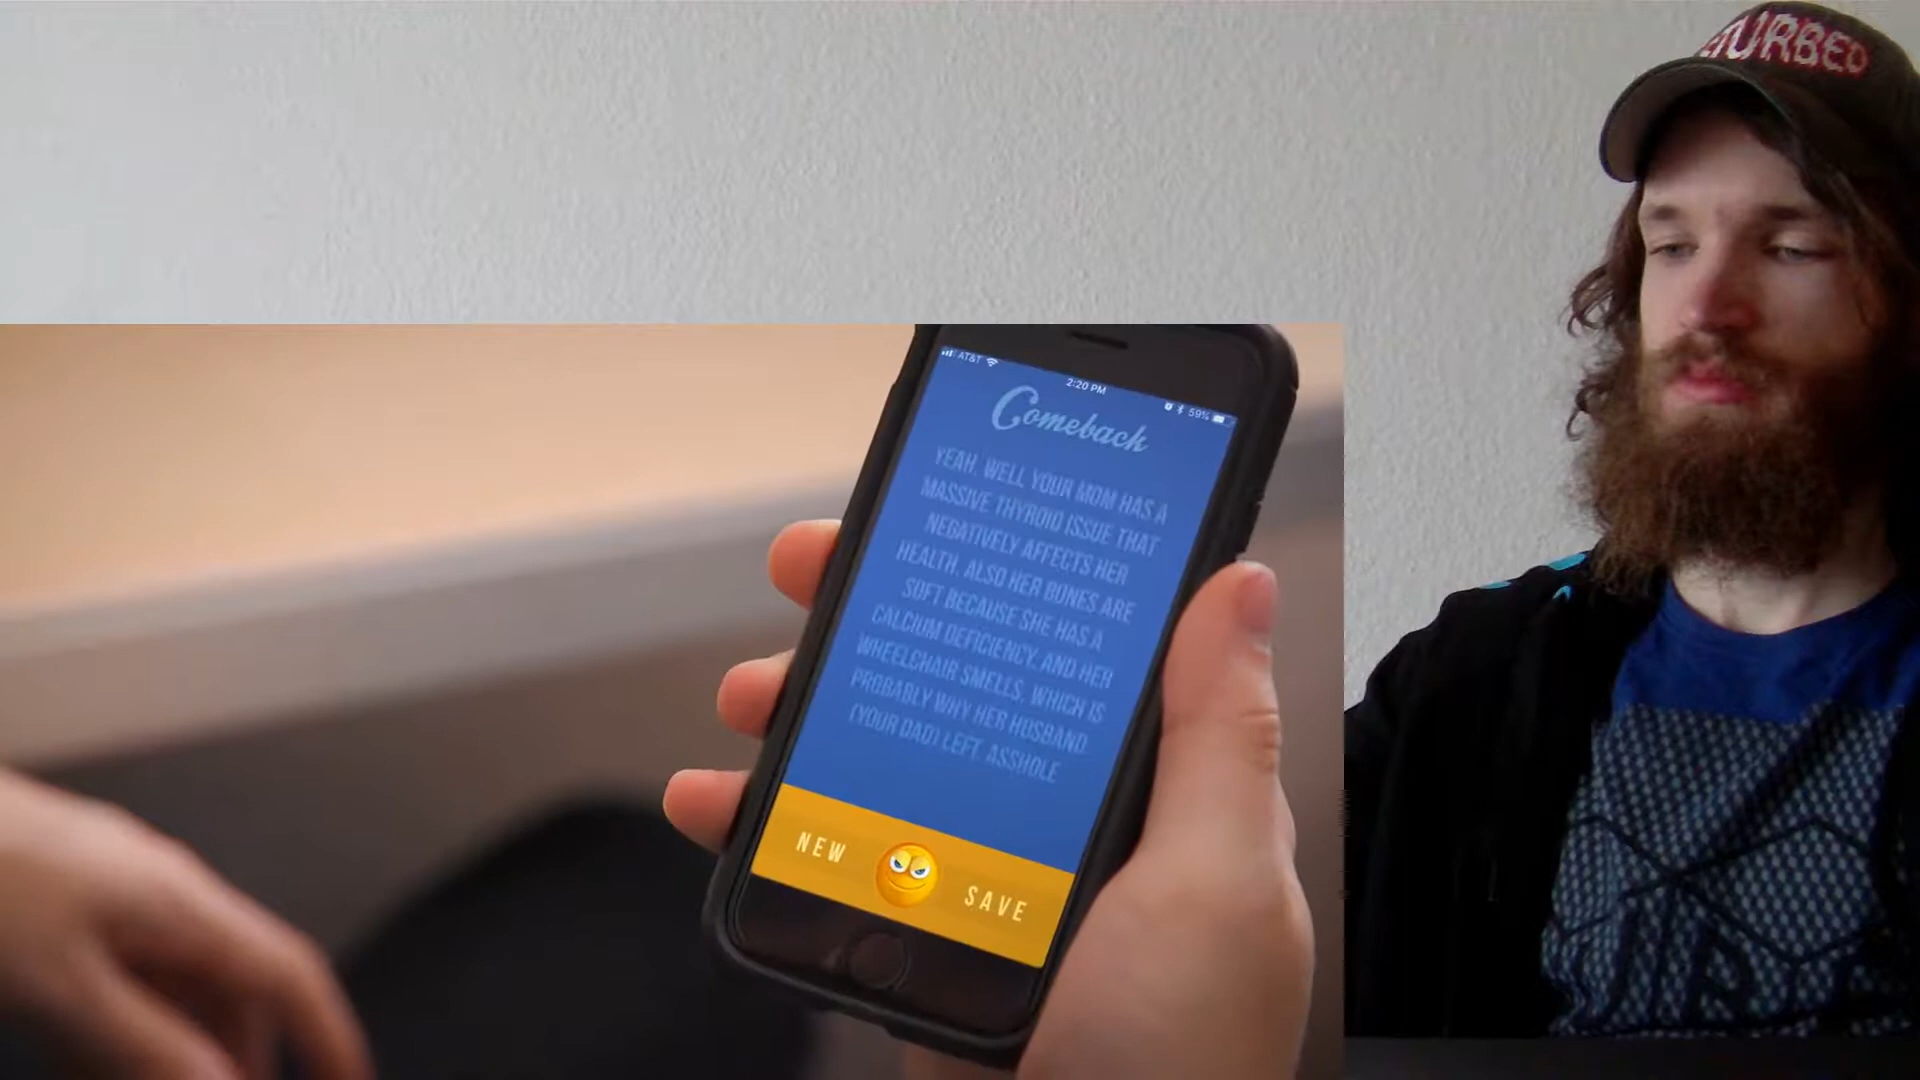 TURBED
AT&T
2:20 PM
59%
Comeback
YEAH, WELL YOUR MOM HAS A
MASSIVE THYROID ISSUE THAT
NEGATIVELY AFFECTS HER
HEALTH. ALSO HER BONES ARE
SOFT BECAUSE SHE HAS A
CALCIUM DEFICIENCY. AND HER
WHEELCHAIR SMELLS, WHICH IS
PROBABLY WHY HER HUSBAND
(YOUR DAD) LEFT. ASSHOLE
NEW
SAVE